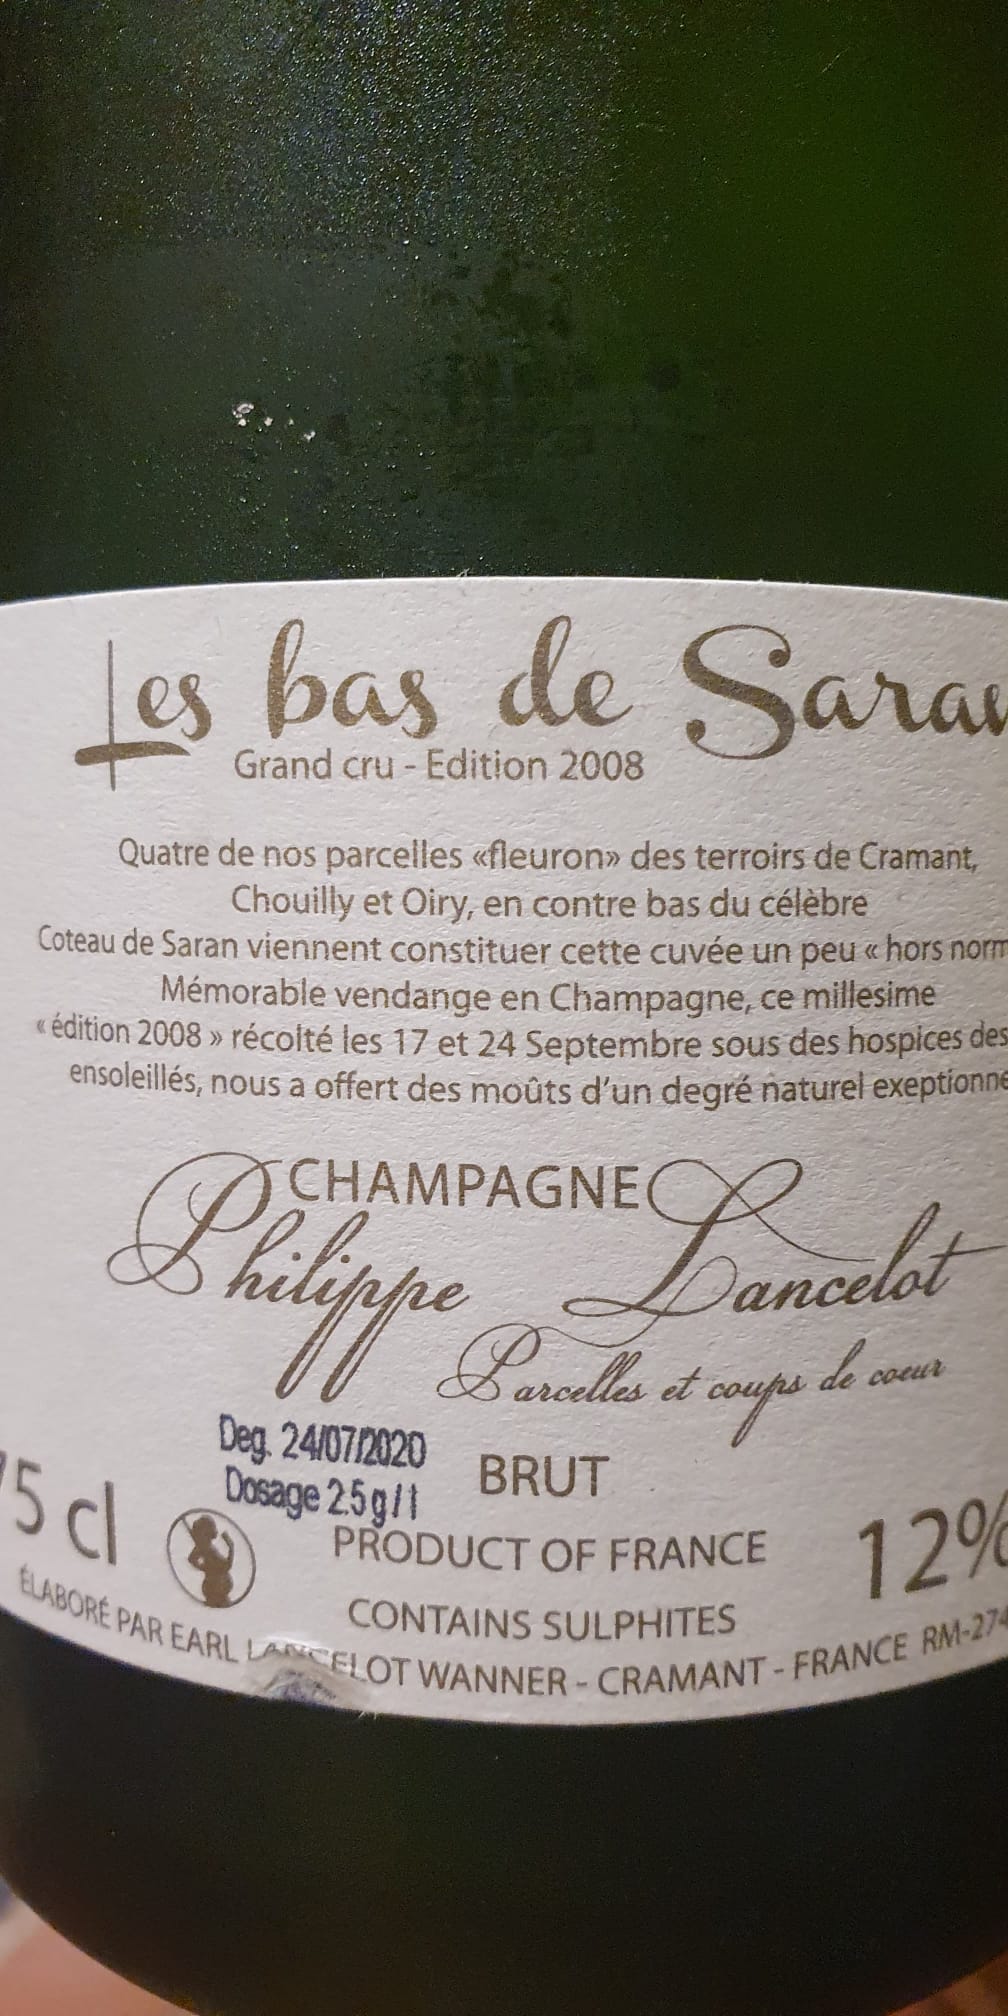 Les bas de Saran
Grand cru - Edition 2008
Quatre de nos parcelles «fleuron» des terroirs de Cramant,
Chouilly et Oiry, en contre bas du célèbre
Coteau de Saran viennent constituer cette cuvée un peu « hors norm
Mémorable vendange en Champagne, ce millesime
« édition 2008 » récolté les 17 et 24 Septembre sous des hospices des
ensoleillés, nous a offert des moûts d'un degré naturel exeptionne
CHAMPAGNE
Philippe Lancelot
Parcelles et coups de coeur
Deg. 24/07/2020
Dosage 2.5 g/l
BRUT
75 cl
PRODUCT OF FRANCE
12%
CONTAINS SULPHITES
ÉLABORÉ PAR EARL LANCELOT WANNER - CRAMANT - FRANCE RM-274